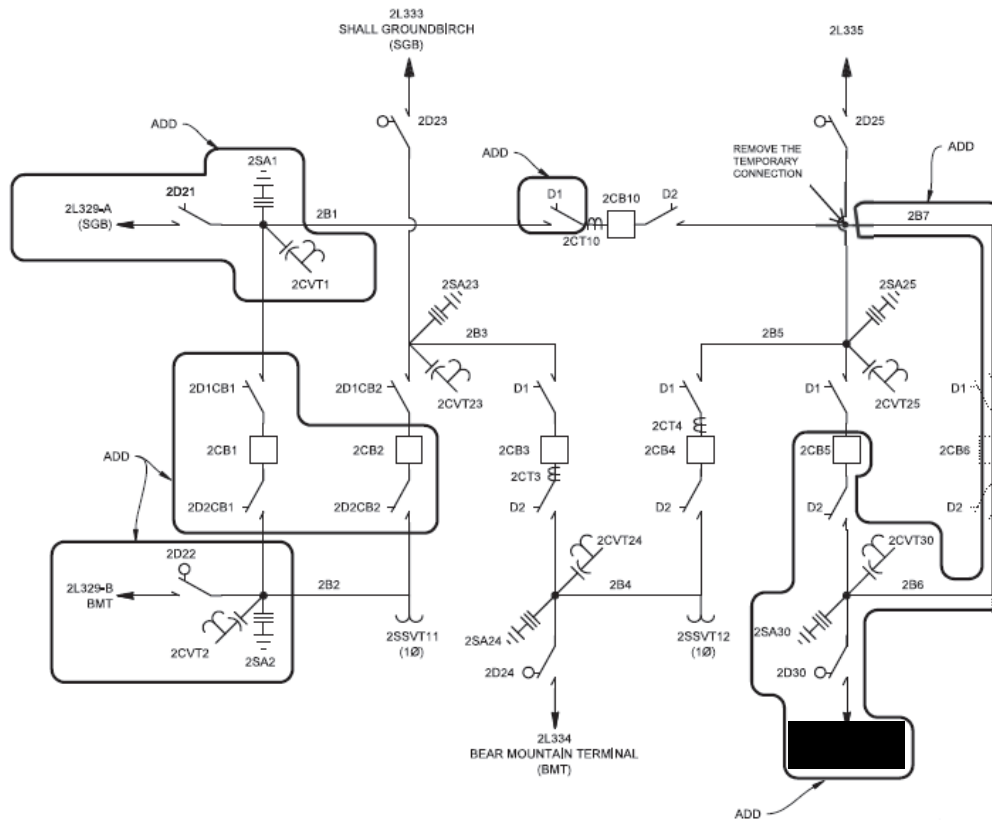 2L333
SHALL GROUNDBIRCH
(SGB)
2L335
2D23
2D25
ADD
ADD
REMOVE THE
TEMPORARY
CONNECTION
ADD
2SA1
2D21
D1
2CB10
D2
2L329-A
(SGB)
2B1
2CT10
2B7
2CVT1
2SA23
2SA25
2B3
2B5
2D1CB1
2D1CB2
2CVT23
D1
D1
D1
2CVT25
D1
2CT4
ADD
2CB1
2CB2
2CB3
2CB4
2CB5
2CB6
2CT3
2D2CB1
2D2CB2
D2
D2
D2
D2
2D22
2CVT24
2CVT30
2L329-B
BMT
2B2
2B4
2B6
2CVT2
2SA2
2SSVT11
(1Ø)
2SA24
2SSVT12
(1Ø)
2SA30
2D24
2D30
2L334
BEAR MOUNTAIN TERMINAL
(BMT)
ADD